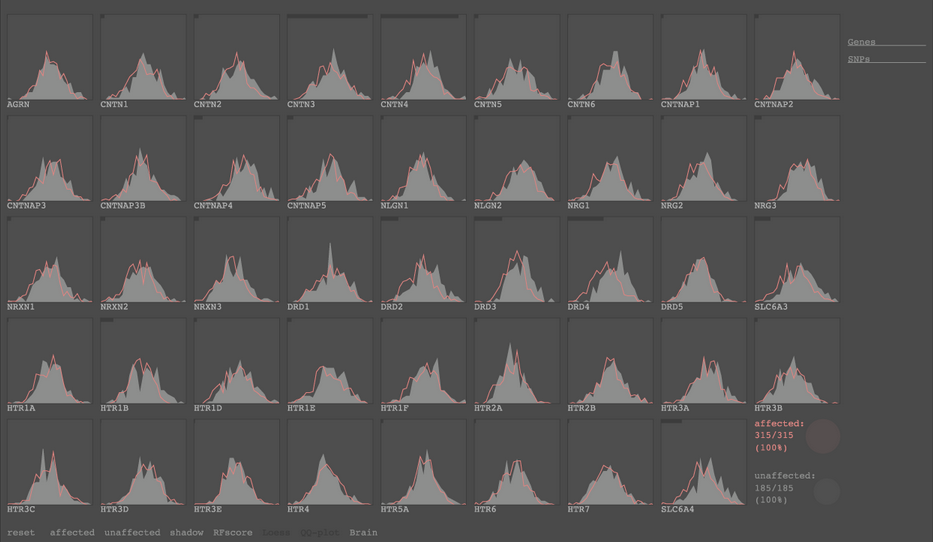 Genes
SNPs
AGRN CNTN1 CNTN2 CNTN3 CNTN4 CNTN5 CNTN6 CNTNAP1 CNTNAP2
CNTNAP3 CNTNAP3B CNTNAP4 CNTNAP5 NLGN1 NLGN2 NRG1 NRG2 NRG3
NRXN1 NRXN2 NRXN3 DRD1 DRD2 DRD3 DRD4 DRD5 SLC6A3
HTR1A HTR1B HTR1D HTR1E HTR1F HTR2A HTR2B HTR3A HTR3B
affected:
315/315
(100%)
unaffected:
185/185
(100%)
HTR3C HTR3D HTR3E HTR4 HTR5A HTR6 HTR7 SLC6A4
reset affected unaffected shadow RFscore Loess QQ-plot Brain